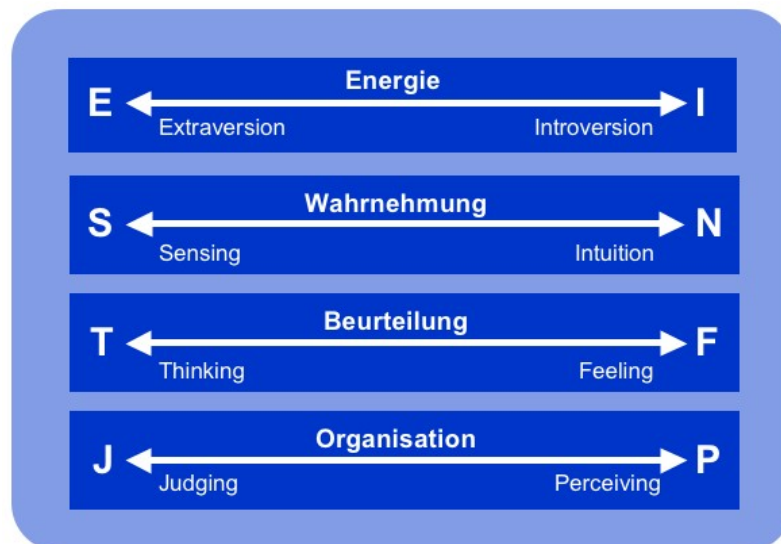 Energie
E I
Extraversion Introversion
Wahrnehmung
S N
Sensing Intuition
Beurteilung
T F
Thinking Feeling
Organisation
J P
Judging Perceiving